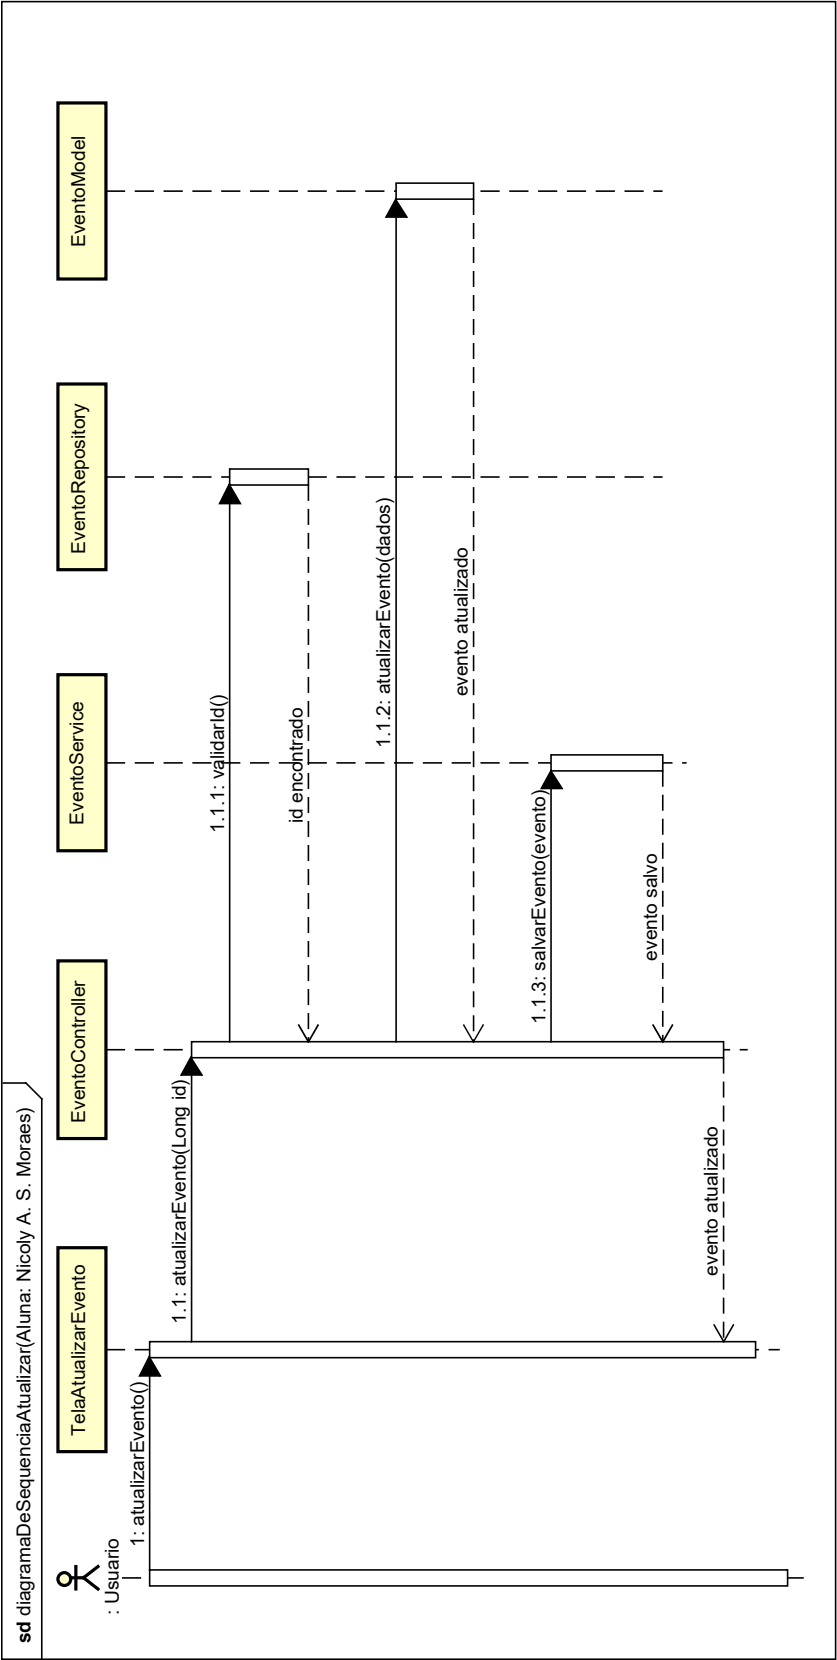 sd diagramaDeSequenciaAtualizar(Aluna: Nicoly A. S. Moraes)
: Usuario
TelaAtualizarEvento
EventoController
EventoService
EventoRepository
EventoModel
1: atualizarEvento()
1.1: atualizarEvento(Long id)
1.1.1: validarId()
id encontrado
1.1.2: atualizarEvento(dados)
evento atualizado
1.1.3: salvarEvento(evento)
evento salvo
evento atualizado